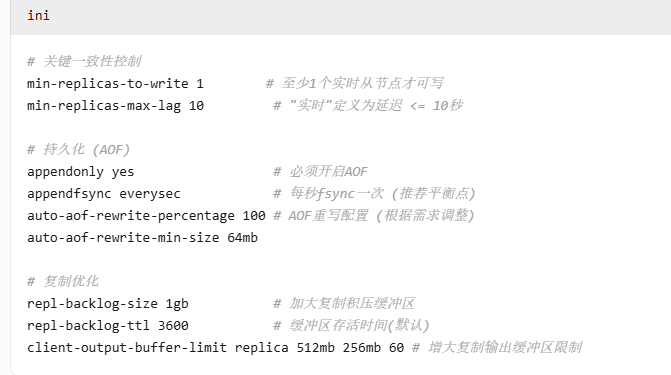 ini
# 关键一致性控制
min-replicas-to-write 1 # 至少1个实时从节点才可写
min-replicas-max-lag 10 # "实时"定义为延迟 <= 10秒
# 持久化 (AOF)
appendonly yes # 必须开启AOF
appendfsync everysec # 每秒fsync一次 (推荐平衡点)
auto-aof-rewrite-percentage 100 # AOF重写配置 (根据需求调整)
auto-aof-rewrite-min-size 64mb
# 复制优化
repl-backlog-size 1gb # 加大复制积压缓冲区
repl-backlog-ttl 3600 # 缓冲区存活时间(默认)
client-output-buffer-limit replica 512mb 256mb 60 # 增大复制输出缓冲区限制